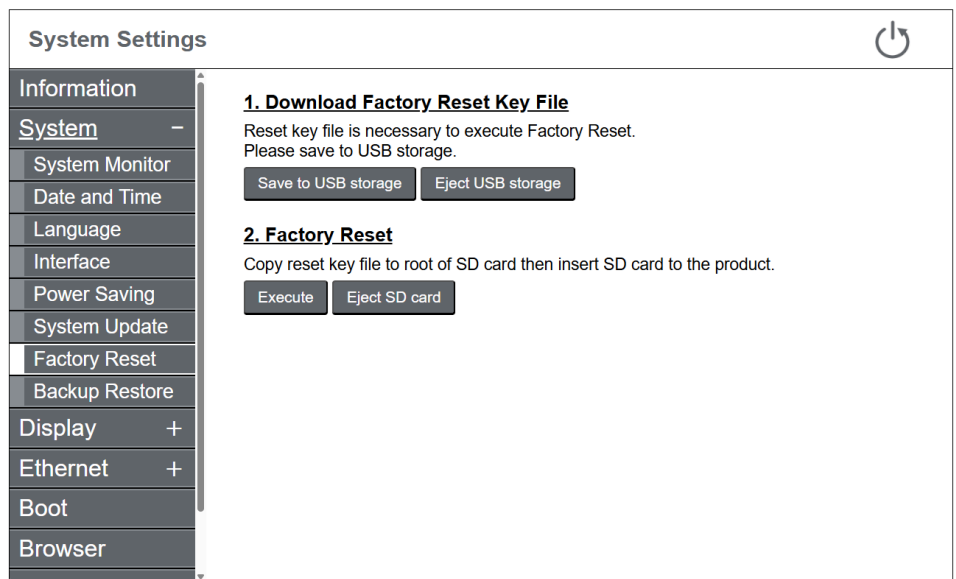 System Settings
Information
System −
System Monitor
Date and Time
Language
Interface
Power Saving
System Update
Factory Reset
Backup Restore
Display +
Ethernet +
Boot
Browser
1. Download Factory Reset Key File
Reset key file is necessary to execute Factory Reset.
Please save to USB storage.
Save to USB storage Eject USB storage
2. Factory Reset
Copy reset key file to root of SD card then insert SD card to the product.
Execute Eject SD card